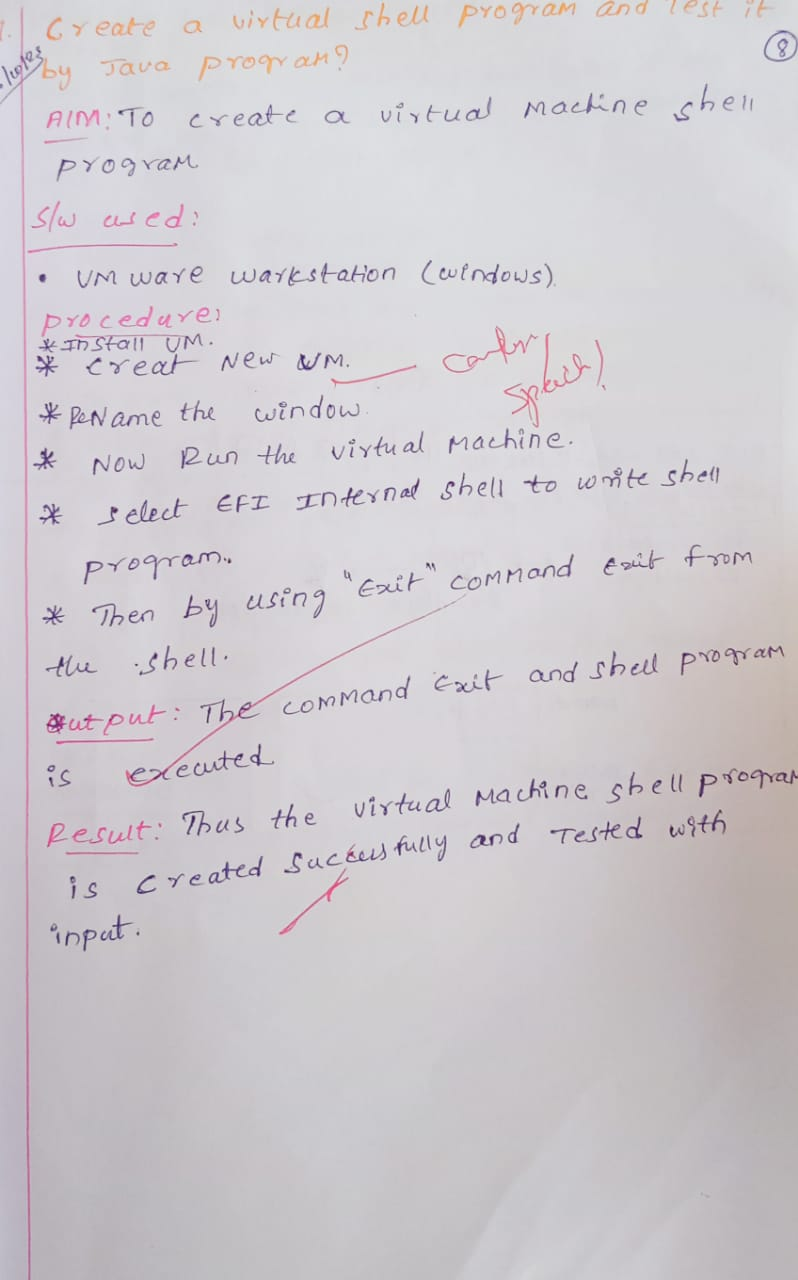 1. Create a virtual shell program and Test it
by Java program?
8
AIM: To create a virtual Machine shell
program
S/w used:
• VM ware warkstation (windows).
procedure:
* Install VM.
* Creat New VM.
* ReName the window.
* Now Run the virtual Machine.
* select EFI Internal shell to write shell
program.
* Then by using "Exit" command exit from
the shell.
Output: The command Exit and shell program
is executed
Result: Thus the virtual Machine shell program
is created successfully and Tested with
input.